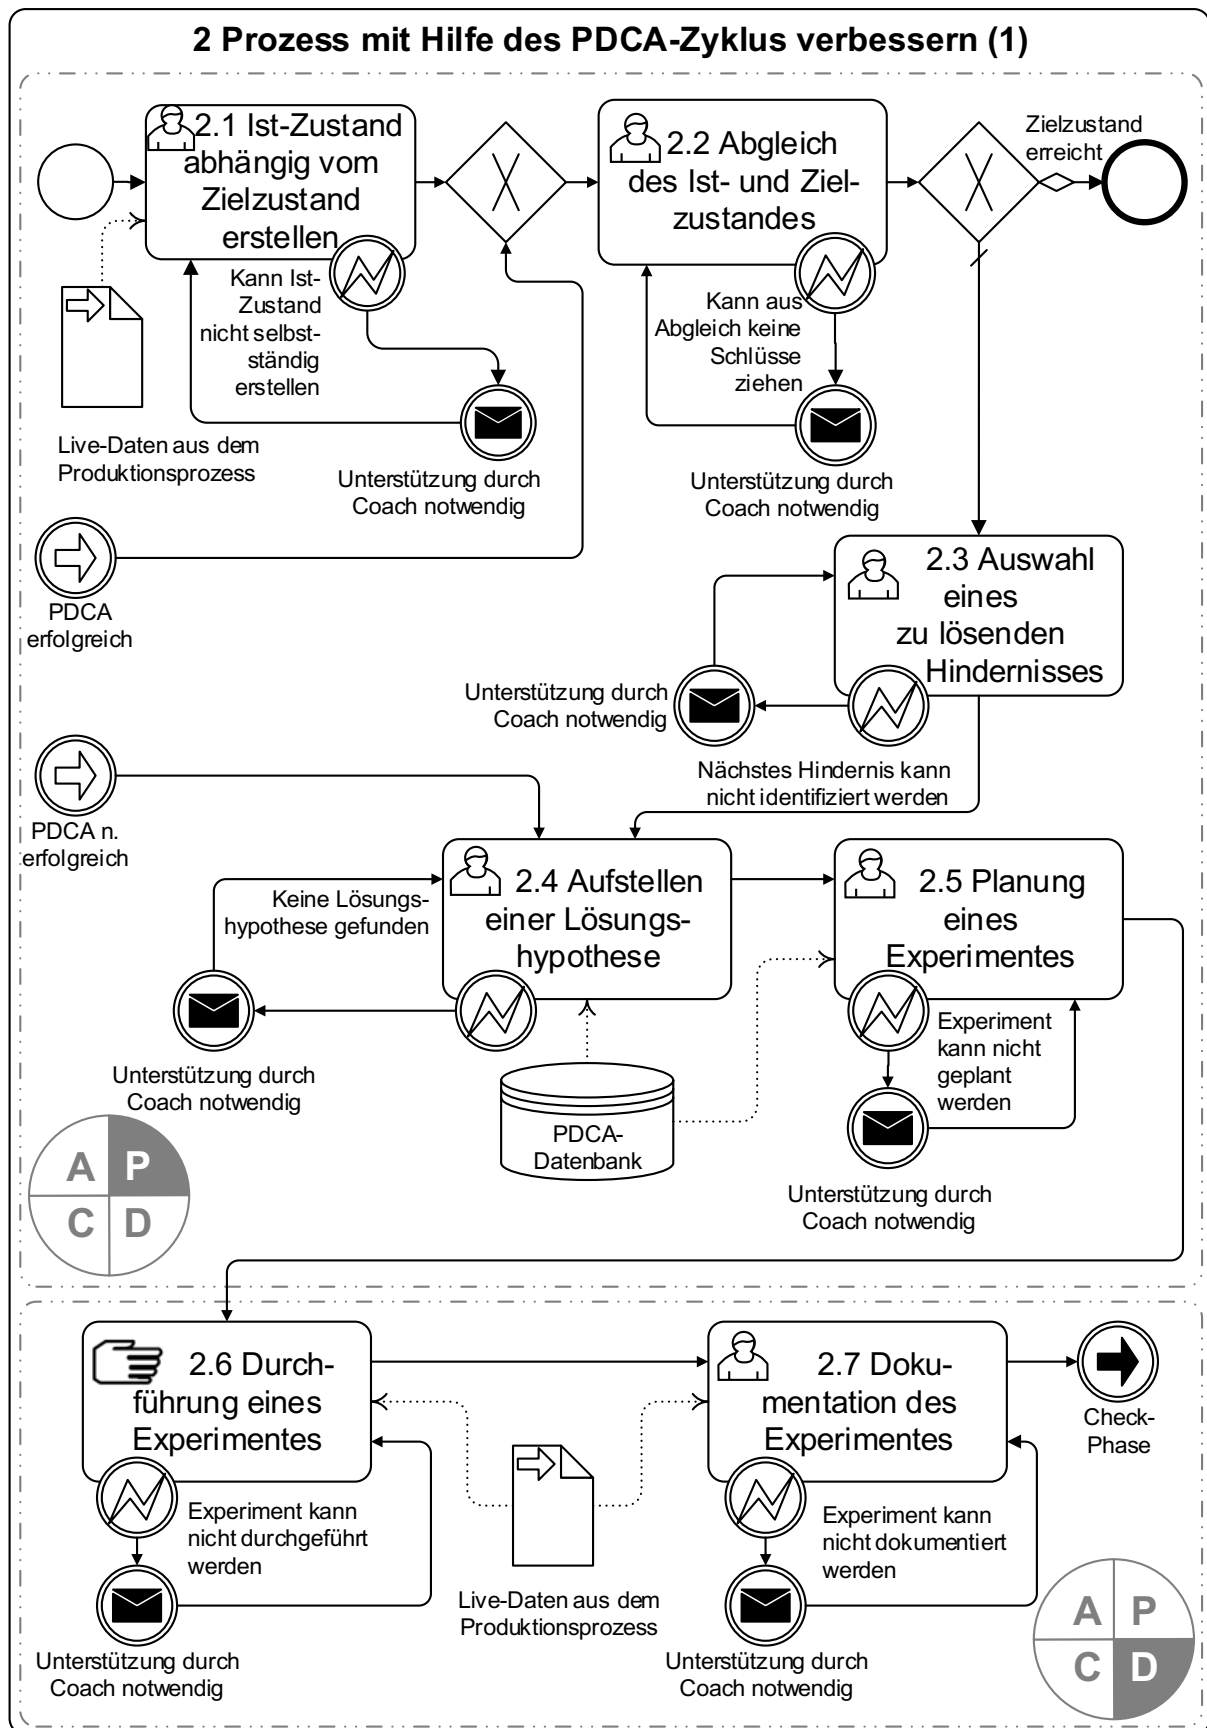 2 Prozess mit Hilfe des PDCA-Zyklus verbessern (1)
2.1 Ist-Zustand
abhängig vom
Zielzustand
erstellen
2.2 Abgleich
des Ist- und Ziel-
zustandes
Zielzustand
erreicht
Kann Ist-
Zustand
nicht selbst-
ständig
erstellen
Kann aus
Abgleich keine
Schlüsse
ziehen
Live-Daten aus dem
Produktionsprozess
Unterstützung durch
Coach notwendig
Unterstützung durch
Coach notwendig
PDCA
erfolgreich
2.3 Auswahl
eines
zu lösenden
Hindernisses
Unterstützung durch
Coach notwendig
Nächstes Hindernis kann
nicht identifiziert werden
PDCA n.
erfolgreich
Keine Lösungs-
hypothese gefunden
2.4 Aufstellen
einer Lösungs-
hypothese
2.5 Planung
eines
Experimentes
Unterstützung durch
Coach notwendig
PDCA-
Datenbank
Experiment
kann nicht
geplant
werden
Unterstützung durch
Coach notwendig
A P
C D
2.6 Durch-
führung eines
Experimentes
2.7 Doku-
mentation des
Experimentes
Check-
Phase
Experiment kann
nicht durchgeführt
werden
Experiment kann
nicht dokumentiert
werden
Live-Daten aus dem
Produktionsprozess
Unterstützung durch
Coach notwendig
Unterstützung durch
Coach notwendig
A P
C D